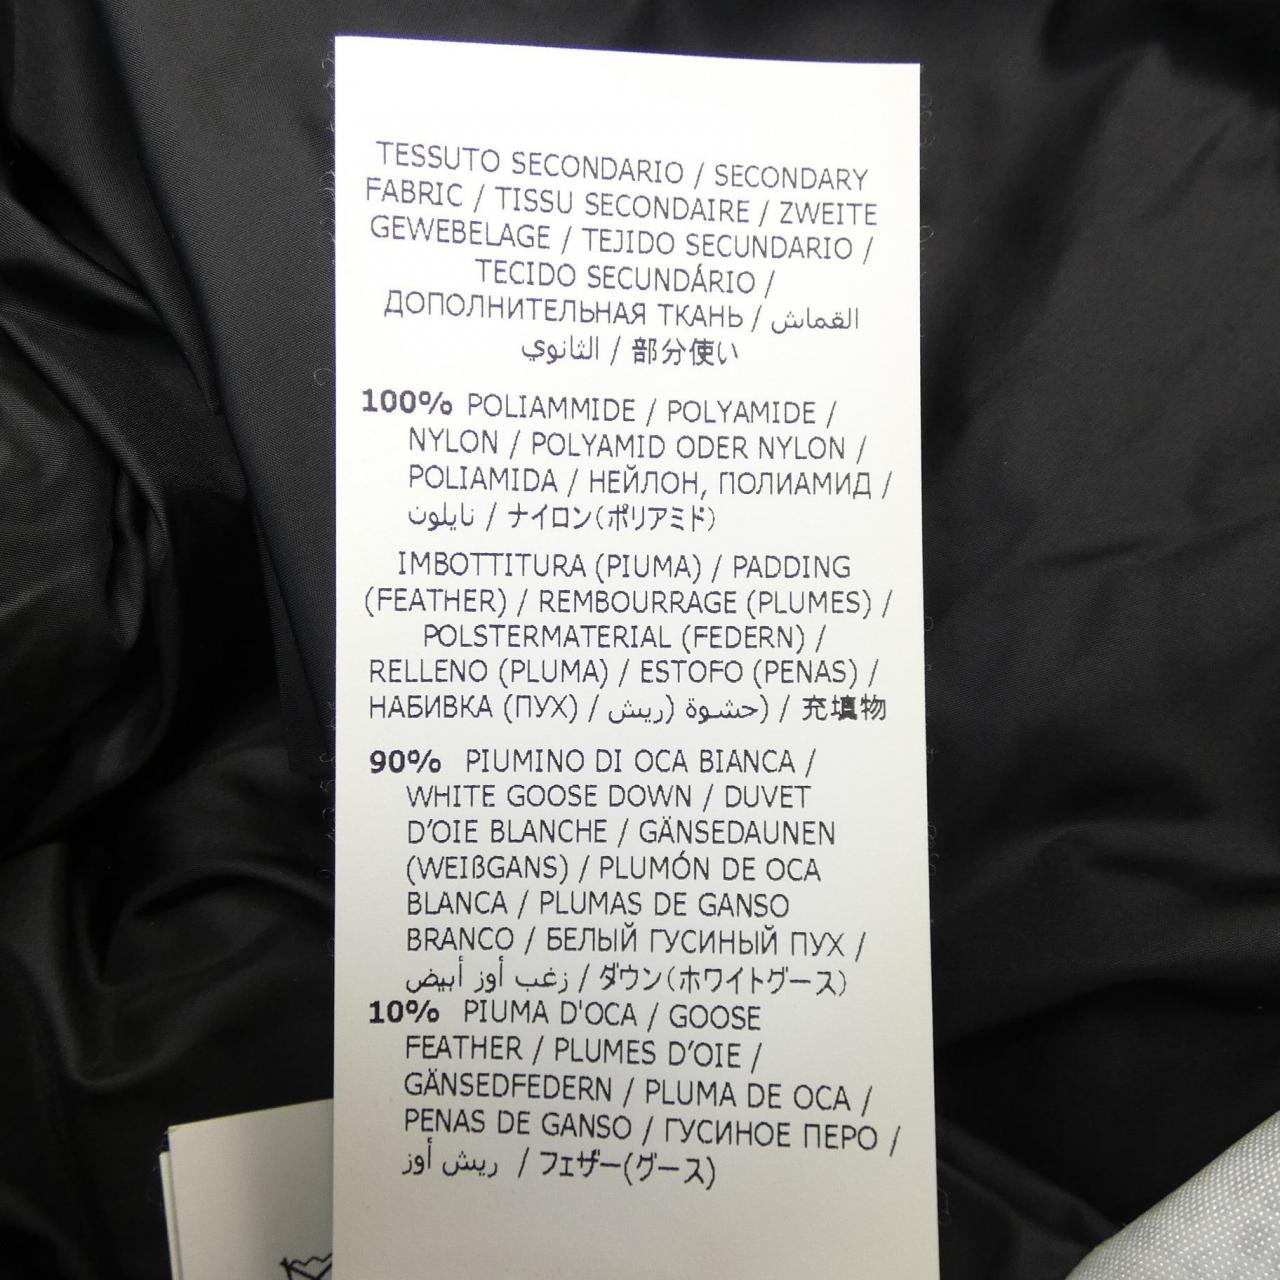 TESSUTO SECONDARIO / SECONDARY
FABRIC / TISSU SECONDAIRE / ZWEITE
GEWEBELAGE / TEJIDO SECUNDARIO /
TECIDO SECUNDÁRIO /
ДОПОЛНИТЕЛЬНАЯ ТКАНЬ / القماش
الثانوي / 部分使い
100% POLIAMMIDE / POLYAMIDE /
NYLON / POLYAMID ODER NYLON /
POLIAMIDA / НЕЙЛОН, ПОЛИАМИД /
نايلون / ナイロン(ポリアミド)
IMBOTTITURA (PIUMA) / PADDING
(FEATHER) / REMBOURRAGE (PLUMES) /
POLSTERMATERIAL (FEDERN) /
RELLENO (PLUMA) / ESTOFO (PENAS) /
НАБИВКА (ПУХ) / حشوة (ريش) / 充填物
90% PIUMINO DI OCA BIANCA /
WHITE GOOSE DOWN / DUVET
D’OIE BLANCHE / GÄNSEDAUNEN
(WEIßGANS) / PLUMÓN DE OCA
BLANCA / PLUMAS DE GANSO
BRANCO / БЕЛЫЙ ГУСИНЫЙ ПУХ /
زغب أوز أبيض / ダウン(ホワイトグース)
10% PIUMA D'OCA / GOOSE
FEATHER / PLUMES D’OIE /
GÄNSEDFEDERN / PLUMA DE OCA /
PENAS DE GANSO / ГУСИНОЕ ПЕРО /
ريش أوز / フェザー(グース)